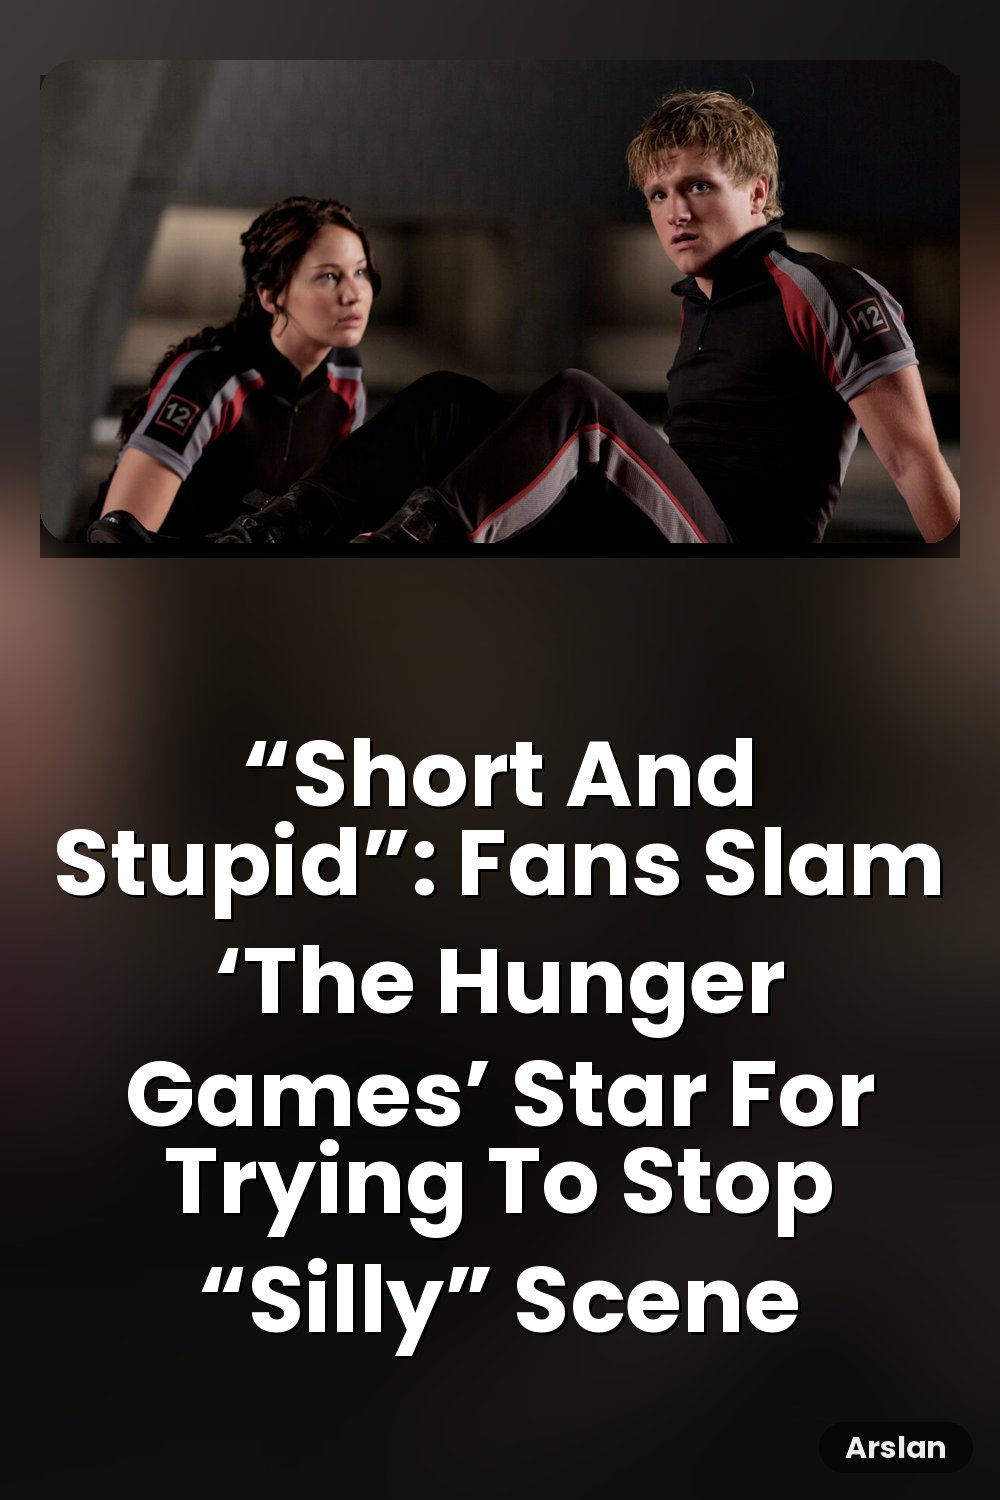 12
12
“Short And
Stupid”: Fans Slam
‘The Hunger
Games’ Star For
Trying To Stop
“Silly” Scene
Arslan